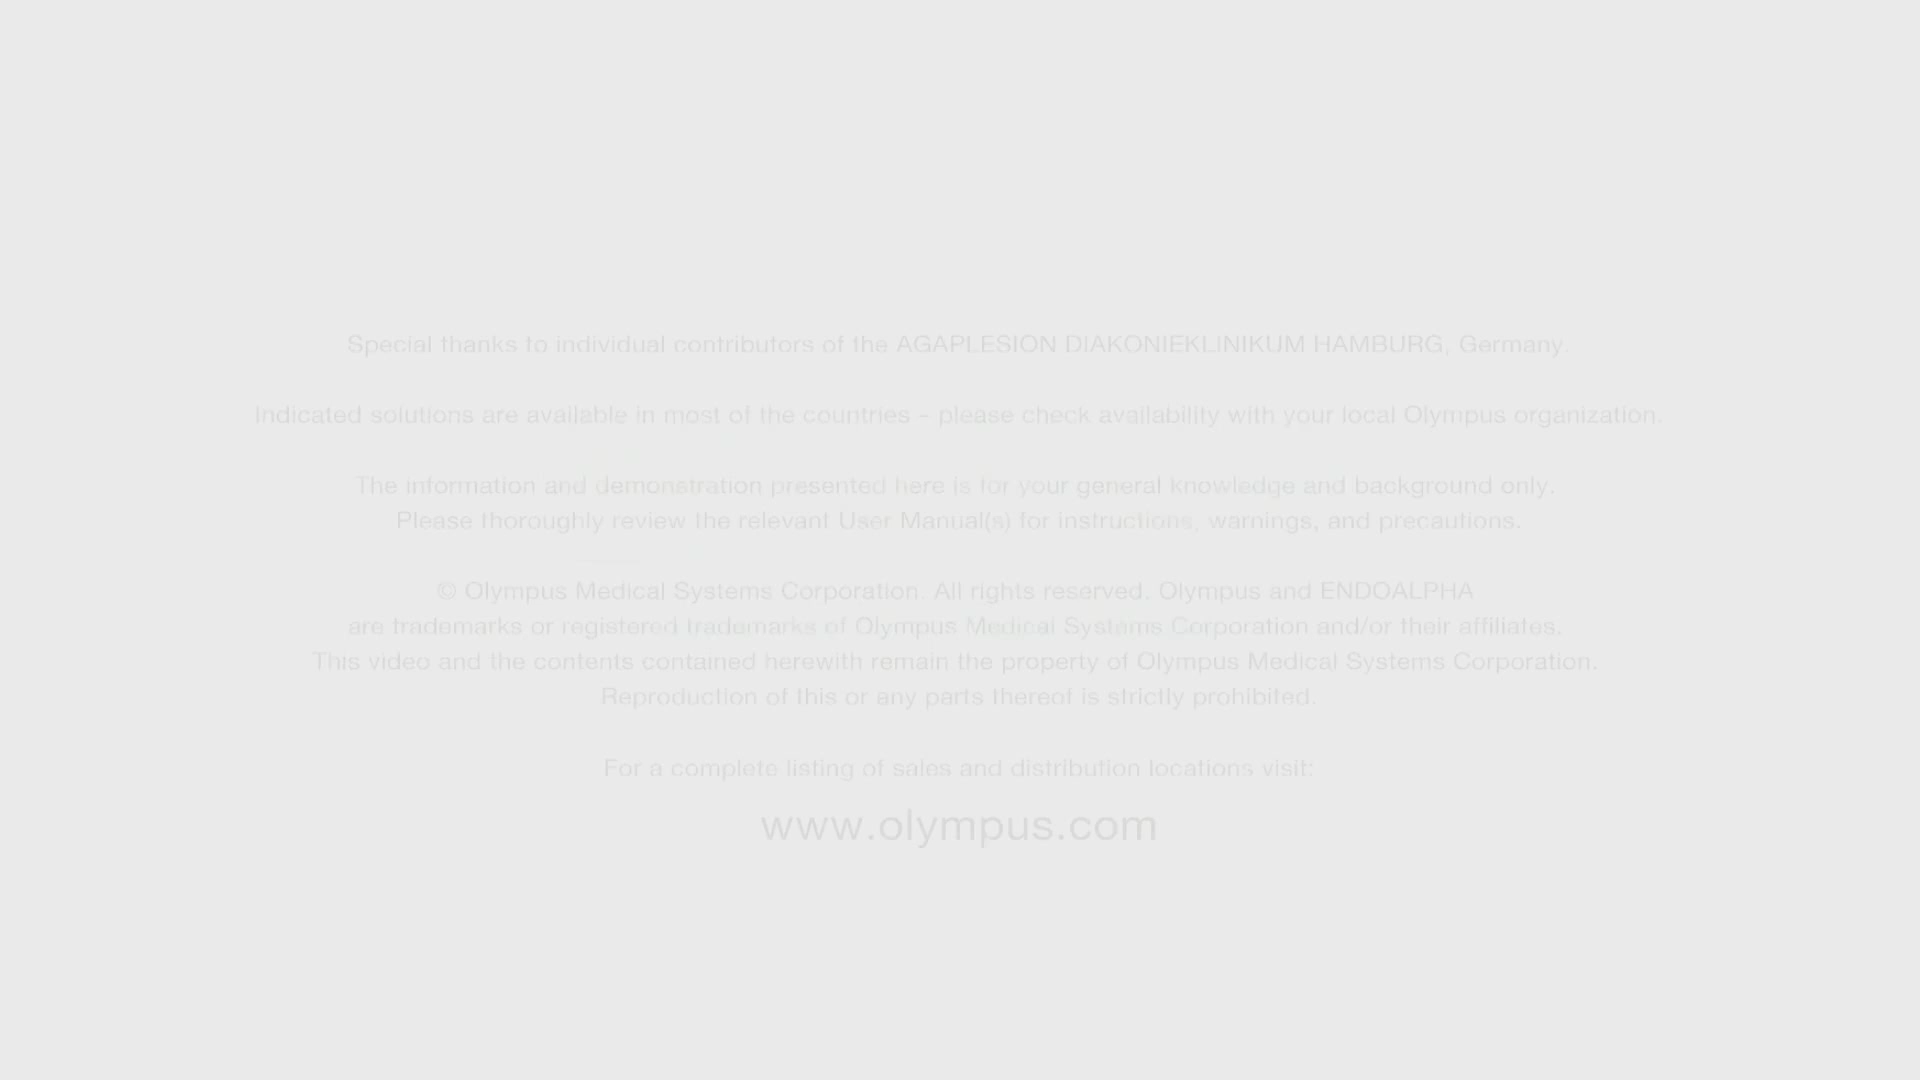 Special thanks to individual contributors of the AGAPLESION DIAKONIEKLINIKUM HAMBURG, Germany.
Indicated solutions are available in most of the countries – please check availability with your local Olympus organization.
The information and demonstration presented here is for your general knowledge and background only.
Please thoroughly review the relevant User Manual(s) for instructions, warnings, and precautions.
© Olympus Medical Systems Corporation. All rights reserved. Olympus and ENDOALPHA
are trademarks or registered trademarks of Olympus Medical Systems Corporation and/or their affiliates.
This video and the contents contained herewith remain the property of Olympus Medical Systems Corporation.
Reproduction of this or any parts thereof is strictly prohibited.
For a complete listing of sales and distribution locations visit:
www.olympus.com